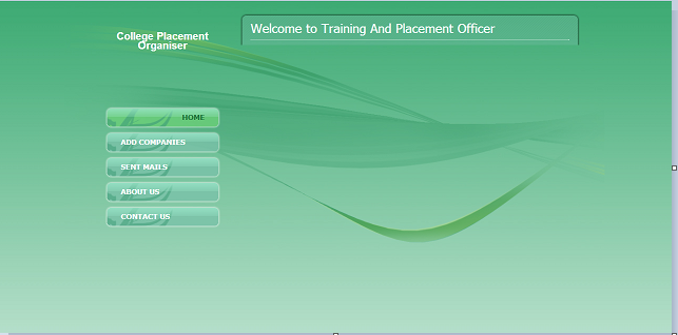 College Placement
Organiser
Welcome to Training And Placement Officer
HOME
ADD COMPANIES
SENT MAILS
ABOUT US
CONTACT US